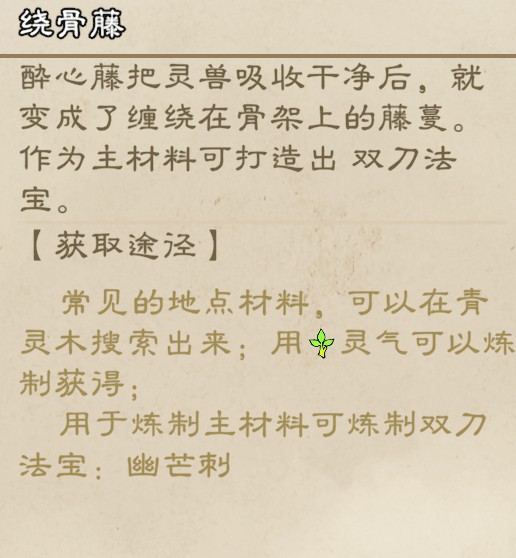 绕骨藤
醉心藤把灵兽吸收干净后，就
变成了缠绕在骨架上的藤蔓。
作为主材料可打造出 双刀法
宝。
【获取途径】
常见的地点材料，可以在青
灵木搜索出来；用灵气可以炼
制获得；
用于炼制主材料可炼制双刀
法宝：幽芒刺